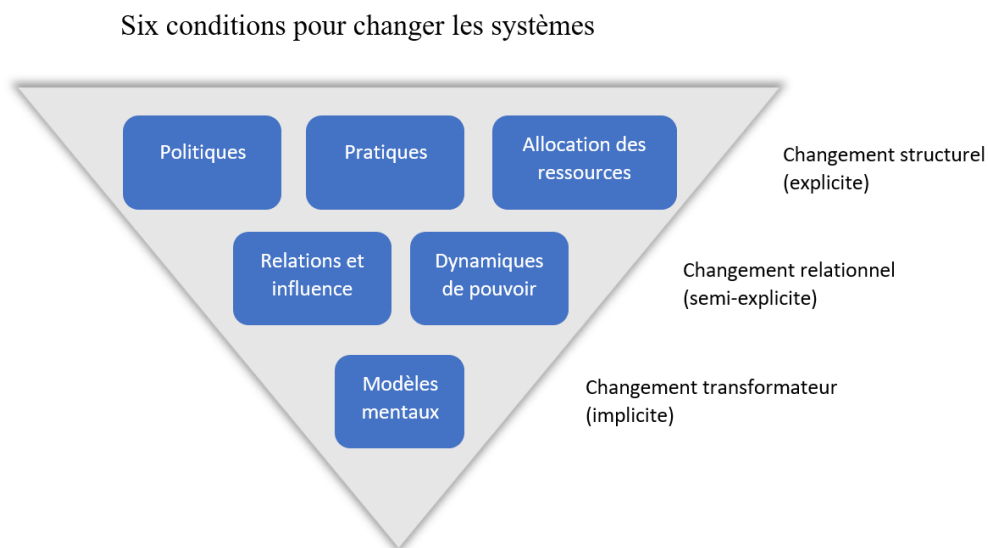 Six conditions pour changer les systèmes
Politiques
Pratiques
Allocation des
ressources
Changement structurel
(explicite)
Relations et
influence
Dynamiques
de pouvoir
Changement relationnel
(semi-explicite)
Modèles
mentaux
Changement transformateur
(implicite)